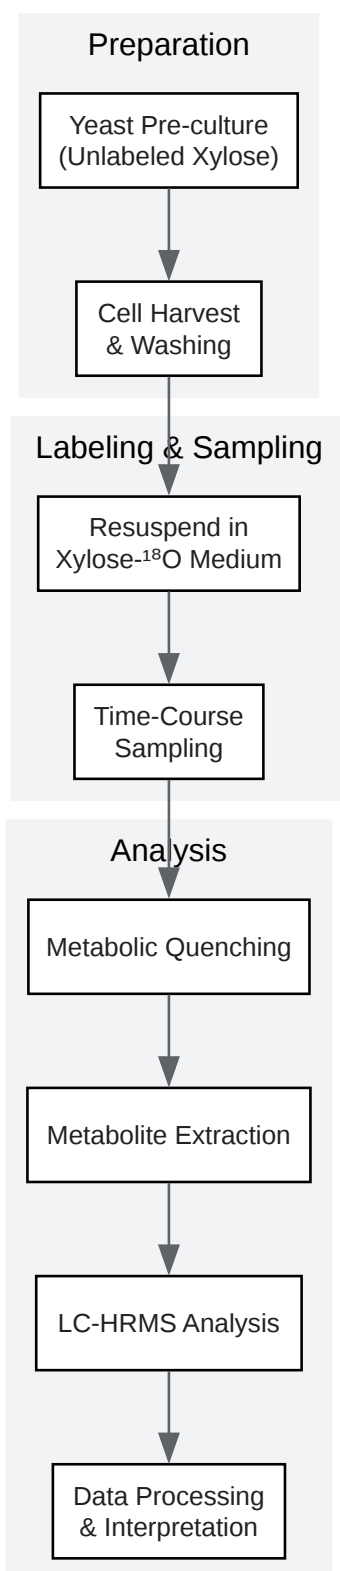 Preparation
Yeast Pre-culture
(Unlabeled Xylose)
Cell Harvest
& Washing
Labeling & Sampling
Resuspend in
Xylose-¹⁸O Medium
Time-Course
Sampling
Analysis
Metabolic Quenching
Metabolite Extraction
LC-HRMS Analysis
Data Processing
& Interpretation